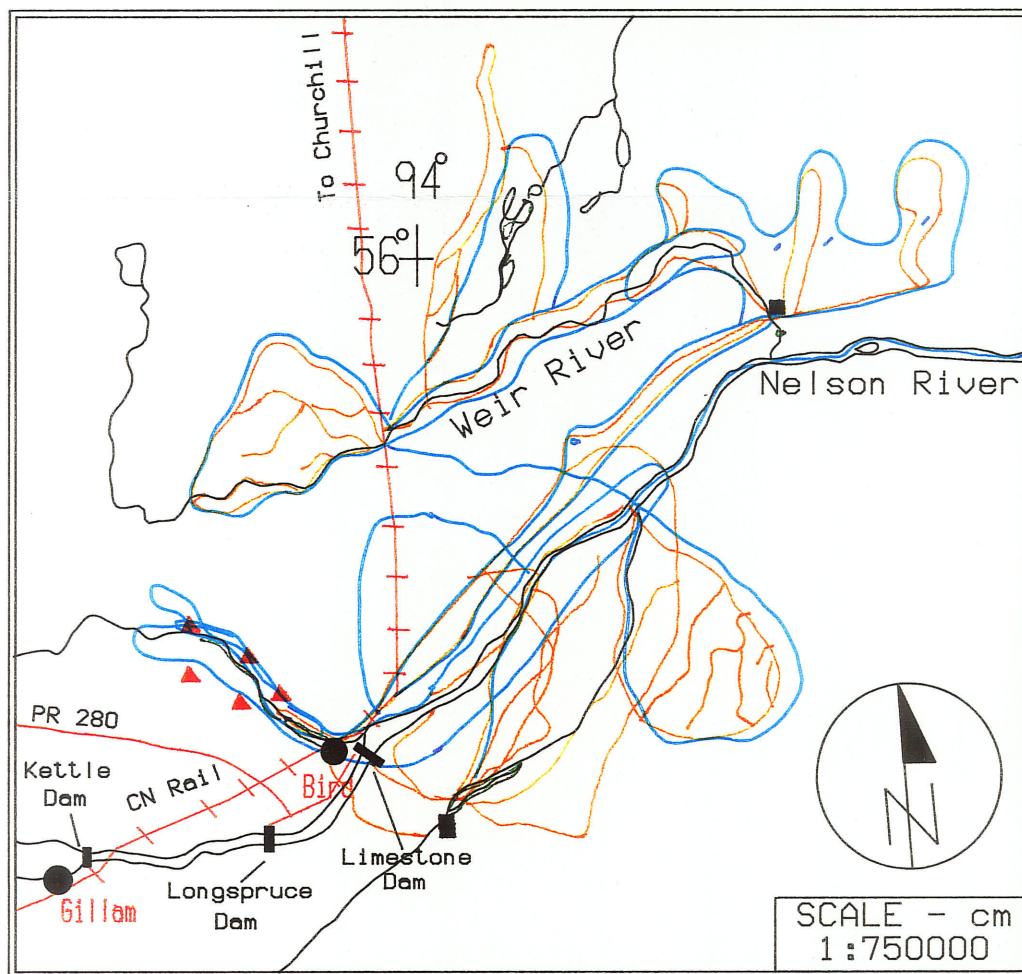 To Churchill
94°
56°
Weir River
Nelson River
PR 280
Kettle
Dam
CN Rail
Bird
Gillam
Longspruce
Dam
Limestone
Dam
N
SCALE - cm
1:750000